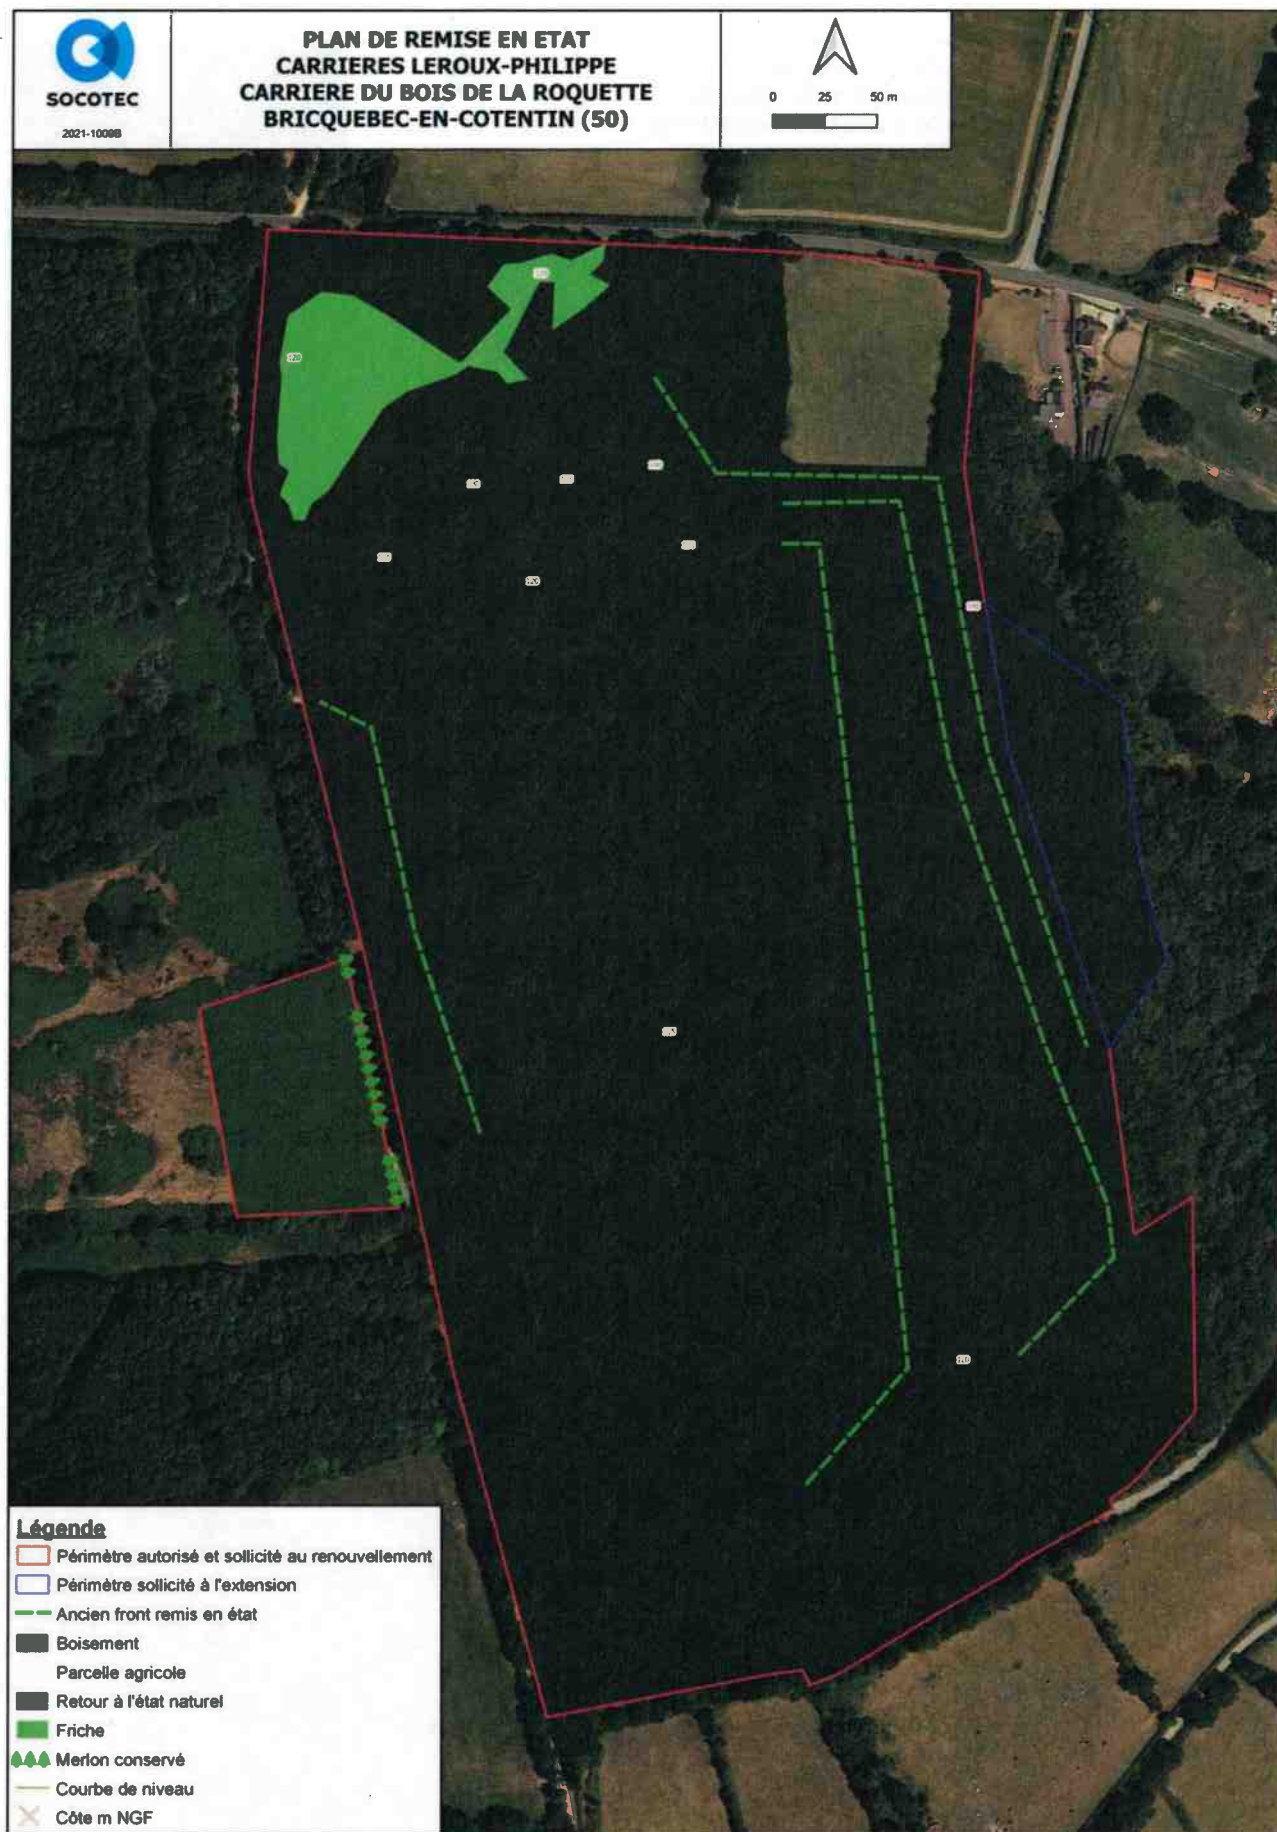 SOCOTEC
2021-1009B
PLAN DE REMISE EN ETAT
CARRIERES LEROUX-PHILIPPE
CARRIERE DU BOIS DE LA ROQUETTE
BRICQUEBEC-EN-COTENTIN (50)
0 25 50 m
Légende
Périmètre autorisé et sollicité au renouvellement
Périmètre sollicité à l'extension
Ancien front remis en état
Boisement
Parcelle agricole
Retour à l'état naturel
Friche
Merlon conservé
Courbe de niveau
Côte m NGF